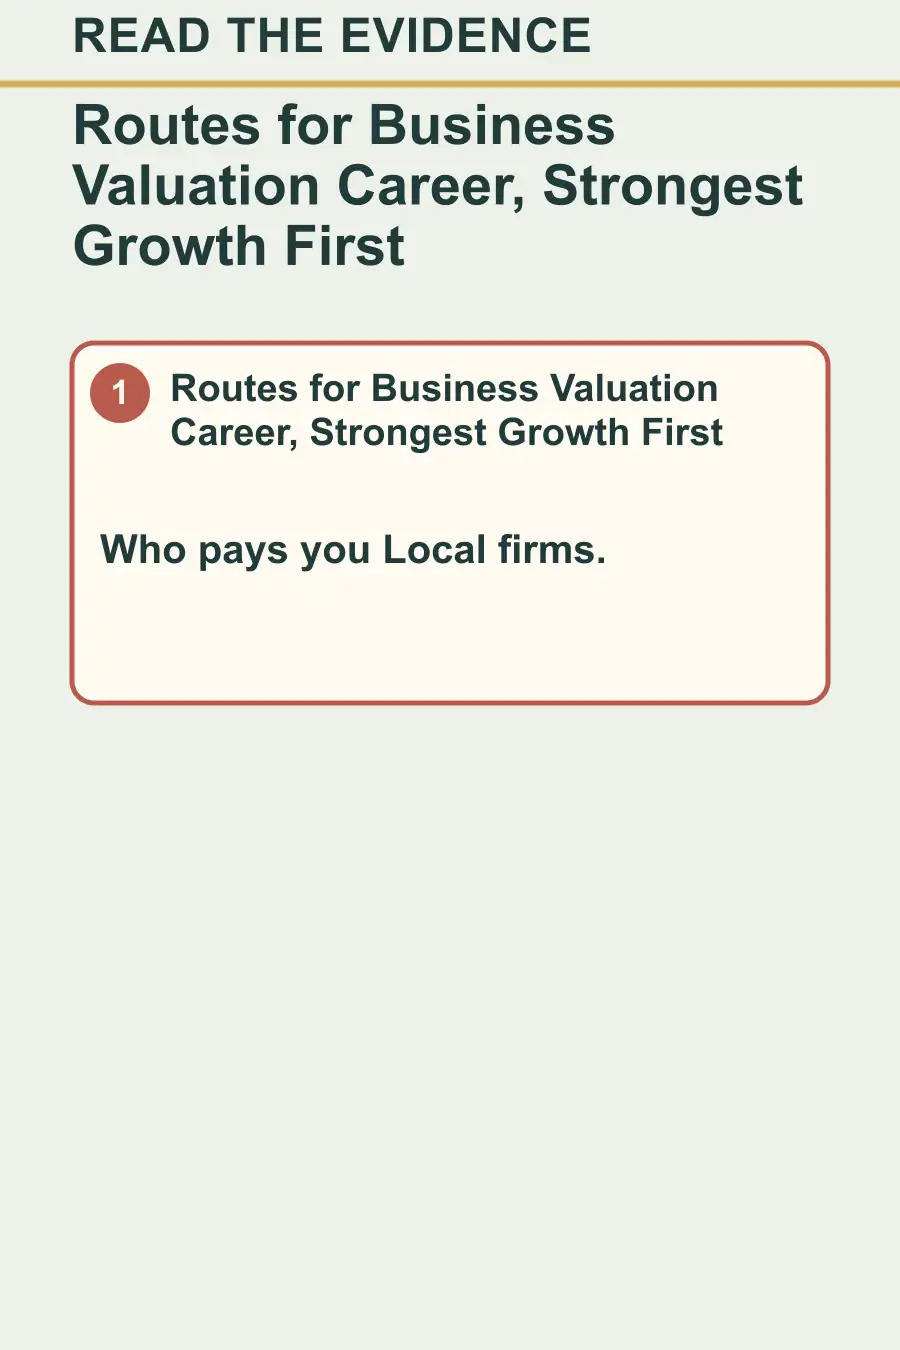 READ THE EVIDENCE
Routes for Business
Valuation Career, Strongest
Growth First
1
Routes for Business Valuation
Career, Strongest Growth First
Who pays you Local firms.